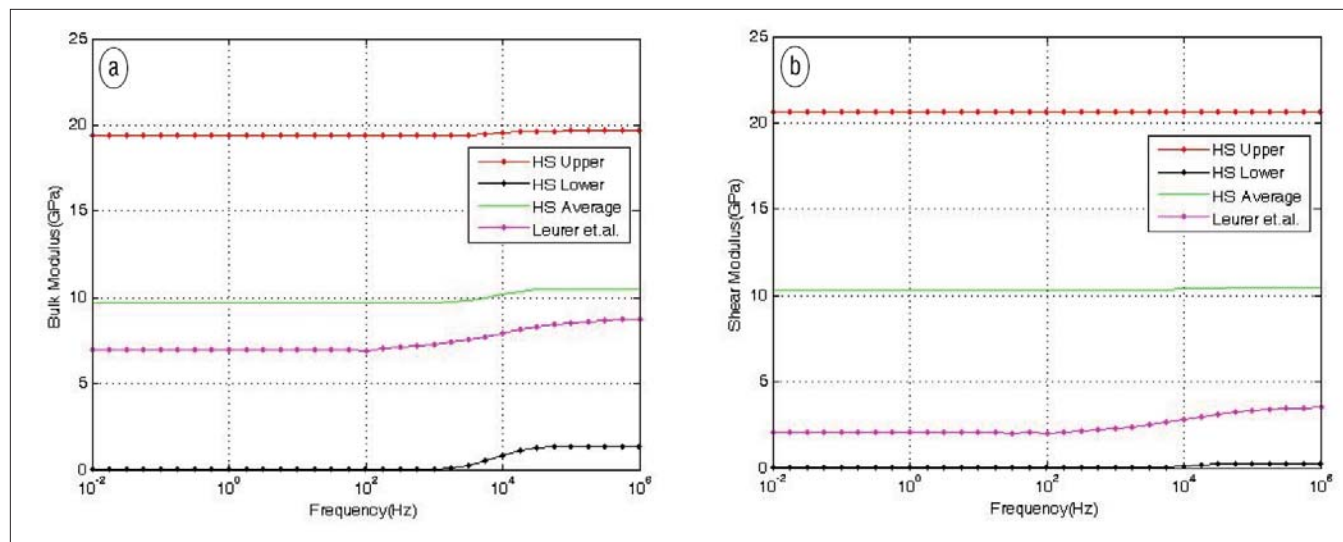 a
25
20
15
10
5
0
Bulk Modulus(GPa)
HS Upper
HS Lower
HS Average
Leurer et.al.
10-2
100
102
104
106
Frequency(Hz)
b
25
20
15
10
5
0
Shear Modulus(GPa)
HS Upper
HS Lower
HS Average
Leurer et.al.
10-2
100
102
104
106
Frequency(Hz)